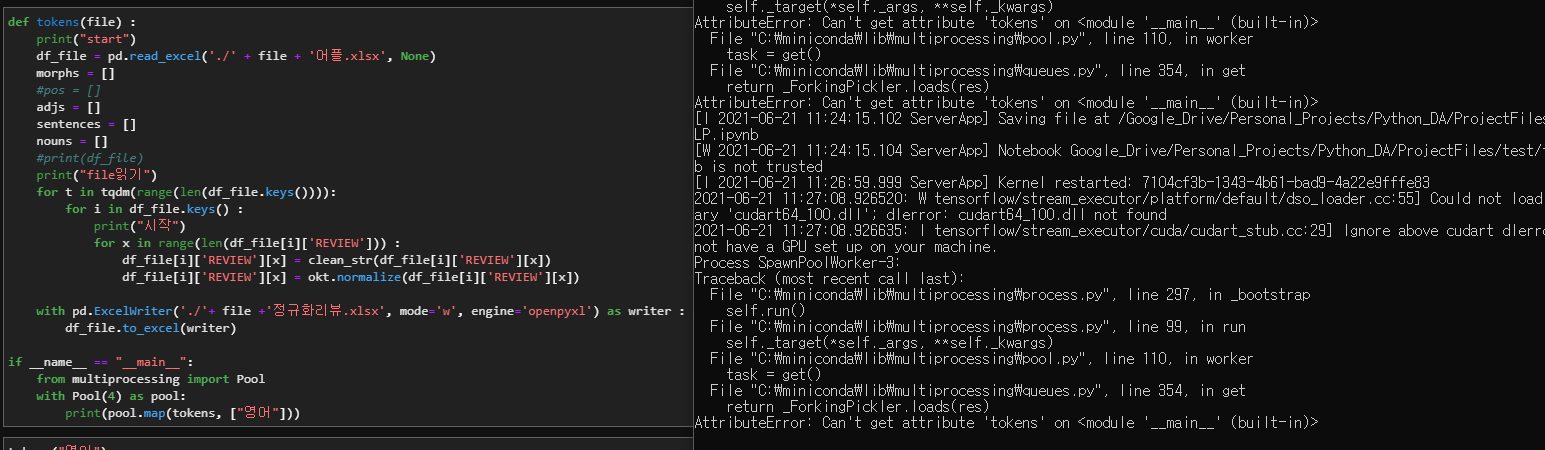 def tokens(file) :
    print("start")
    df_file = pd.read_excel('./' + file + '어플.xlsx', None)
    morphs = []
    #pos = []
    adjs = []
    sentences = []
    nouns = []
    #print(df_file)
    print("file읽기")
    for t in tqdm(range(len(df_file.keys()))):
        for i in df_file.keys() :
            print("시작")
            for x in range(len(df_file[i]['REVIEW'])) :
                df_file[i]['REVIEW'][x] = clean_str(df_file[i]['REVIEW'][x])
                df_file[i]['REVIEW'][x] = okt.normalize(df_file[i]['REVIEW'][x])
    with pd.ExcelWriter('./'+ file +'정규화리뷰.xlsx', mode='w', engine='openpyxl') as writer :
        df_file.to_excel(writer)
if __name__ == "__main__":
    from multiprocessing import Pool
    with Pool(4) as pool:
        print(pool.map(tokens, ["영어"]))
    self._target(*self._args, **self._kwargs)
AttributeError: Can't get attribute 'tokens' on <module '__main__' (built-in)>
  File "C:₩miniconda₩lib₩multiprocessing₩pool.py", line 110, in worker
    task = get()
  File "C:₩miniconda₩lib₩multiprocessing₩queues.py", line 354, in get
    return _ForkingPickler.loads(res)
AttributeError: Can't get attribute 'tokens' on <module '__main__' (built-in)>
[I 2021-06-21 11:24:15.102 ServerApp] Saving file at /Google_Drive/Personal_Projects/Python_DA/ProjectFiles
LP.ipynb
[W 2021-06-21 11:24:15.104 ServerApp] Notebook Google_Drive/Personal_Projects/Python_DA/ProjectFiles/test/
b is not trusted
[I 2021-06-21 11:26:59.999 ServerApp] Kernel restarted: 7104cf3b-1343-4b61-bad9-4a22e9fffe83
2021-06-21 11:27:08.926520: W tensorflow/stream_executor/platform/default/dso_loader.cc:55] Could not load
ary 'cudart64_100.dll'; dlerror: cudart64_100.dll not found
2021-06-21 11:27:08.926635: I tensorflow/stream_executor/cuda/cudart_stub.cc:29] Ignore above cudart dlerro
not have a GPU set up on your machine.
Process SpawnPoolWorker-3:
Traceback (most recent call last):
  File "C:₩miniconda₩lib₩multiprocessing₩process.py", line 297, in _bootstrap
    self.run()
  File "C:₩miniconda₩lib₩multiprocessing₩process.py", line 99, in run
    self._target(*self._args, **self._kwargs)
  File "C:₩miniconda₩lib₩multiprocessing₩pool.py", line 110, in worker
    task = get()
  File "C:₩miniconda₩lib₩multiprocessing₩queues.py", line 354, in get
    return _ForkingPickler.loads(res)
AttributeError: Can't get attribute 'tokens' on <module '__main__' (built-in)>